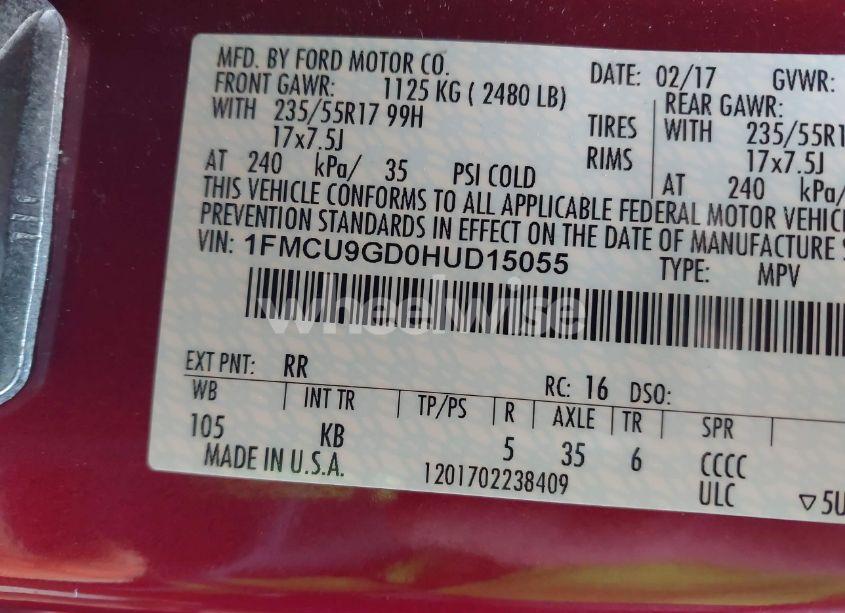 MFD. BY FORD MOTOR CO. DATE: 02/17 GVWR:
FRONT GAWR: 1125 KG ( 2480 LB) REAR GAWR:
WITH 235/55R17 99H TIRES WITH 235/55R1
17x7.5J RIMS 17x7.5J
AT 240 kPa/ 35 PSI COLD AT 240 kPa/
THIS VEHICLE CONFORMS TO ALL APPLICABLE FEDERAL MOTOR VEHIC
PREVENTION STANDARDS IN EFFECT ON THE DATE OF MANUFACTURE S
VIN: 1FMCU9GD0HUD15055 TYPE: MPV
wheelwise
EXT PNT: RR RC: 16 DSO:
WB INT TR TP/PS R AXLE TR SPR
105 KB 5 35 6 CCCC
MADE IN U.S.A. 1201702238409 ULC ▽5U